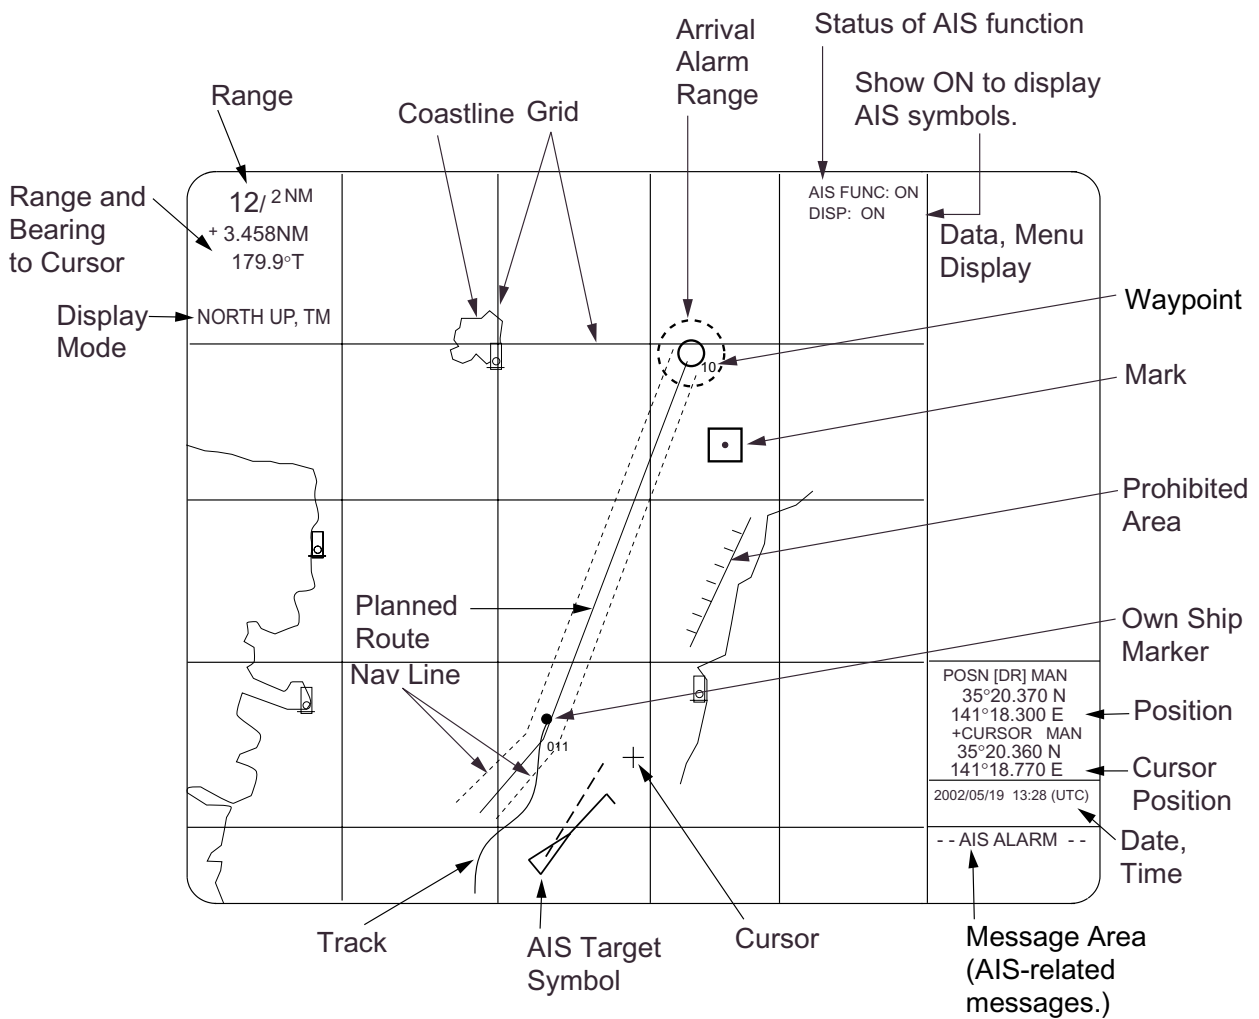 Status of AIS function
Arrival
Alarm
Range
Show ON to display
AIS symbols.
Range
Coastline
Grid
Range and
Bearing
to Cursor
12/ 2 NM
+ 3.458NM
179.9°T
AIS FUNC: ON
DISP: ON
Data, Menu
Display
Display
Mode
NORTH UP, TM
Waypoint
10
Mark
Prohibited
Area
Planned
Route
Nav Line
Own Ship
Marker
011
POSN [DR] MAN
35°20.370 N
141°18.300 E
+CURSOR MAN
35°20.360 N
141°18.770 E
Position
Cursor
Position
2002/05/19 13:28 (UTC)
- - AIS ALARM - -
Date,
Time
Track
AIS Target
Symbol
Cursor
Message Area
(AIS-related
messages.)